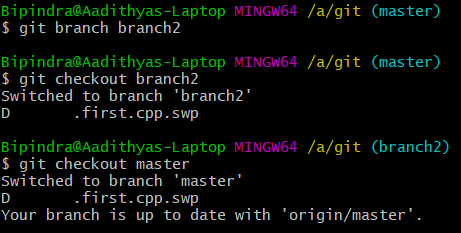 Bipindra@Aadithyas-Laptop MINGW64 /a/git (master)
$ git branch branch2
Bipindra@Aadithyas-Laptop MINGW64 /a/git (master)
$ git checkout branch2
Switched to branch 'branch2'
D       .first.cpp.swp
Bipindra@Aadithyas-Laptop MINGW64 /a/git (branch2)
$ git checkout master
Switched to branch 'master'
D       .first.cpp.swp
Your branch is up to date with 'origin/master'.